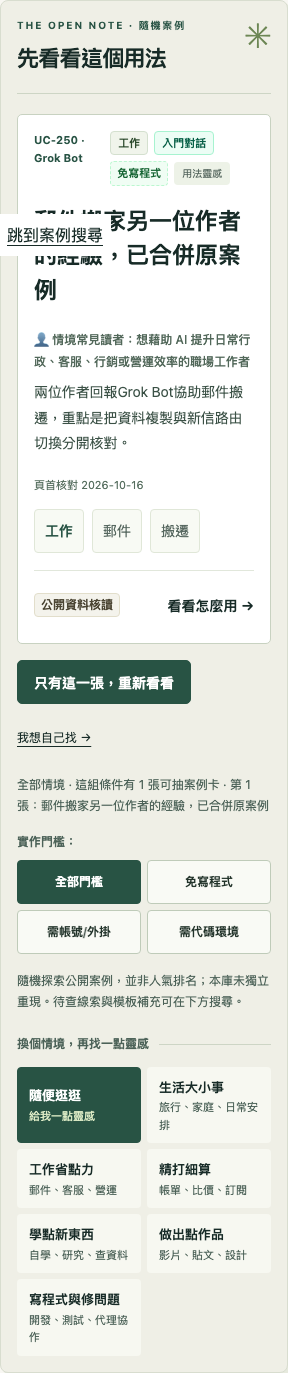 THE OPEN NOTE · 隨機案例
先看看這個用法
UC-250 ·
Grok Bot
工作
入門對話
免寫程式
用法靈感
跳到案例搜尋
家另一位作者
，已合併原案
例
👤 情境常見讀者：想藉助 AI 提升日常行
政、客服、行銷或營運效率的職場工作者
兩位作者回報Grok Bot協助郵件搬
遷，重點是把資料複製與新信路由
切換分開核對。
頁首核對 2026-10-16
工作
郵件
搬遷
公開資料核讀
看看怎麼用 →
只有這一張，重新看看
我想自己找 →
全部情境 · 這組條件有 1 張可抽案例卡 · 第 1
張：郵件搬家另一位作者的經驗，已合併原案例
實作門檻：
全部門檻
免寫程式
需帳號/外掛
需代碼環境
隨機探索公開案例，並非人氣排名；本庫未獨立
重現。待查線索與模板補充可在下方搜尋。
換個情境，再找一點靈感
隨便逛逛
給我一點靈感
生活大小事
旅行、家庭、日常安
排
工作省點力
郵件、客服、營運
精打細算
帳單、比價、訂閱
學點新東西
自學、研究、查資料
做出點作品
影片、貼文、設計
寫程式與修問題
開發、測試、代理協
作